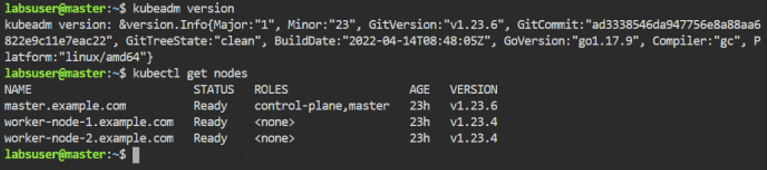 labsuser@master:~$ kubeadm version
kubeadm version: &version.Info{Major:"1", Minor:"23", GitVersion:"v1.23.6", GitCommit:"ad3338546da947756e8a88aa6
822e9c11e7eac22", GitTreeState:"clean", BuildDate:"2022-04-14T08:48:05Z", GoVersion:"go1.17.9", Compiler:"gc", P
latform:"linux/amd64"}
labsuser@master:~$ kubectl get nodes
NAME STATUS ROLES AGE VERSION
master.example.com Ready control-plane,master 23h v1.23.6
worker-node-1.example.com Ready <none> 23h v1.23.4
worker-node-2.example.com Ready <none> 23h v1.23.4
labsuser@master:~$